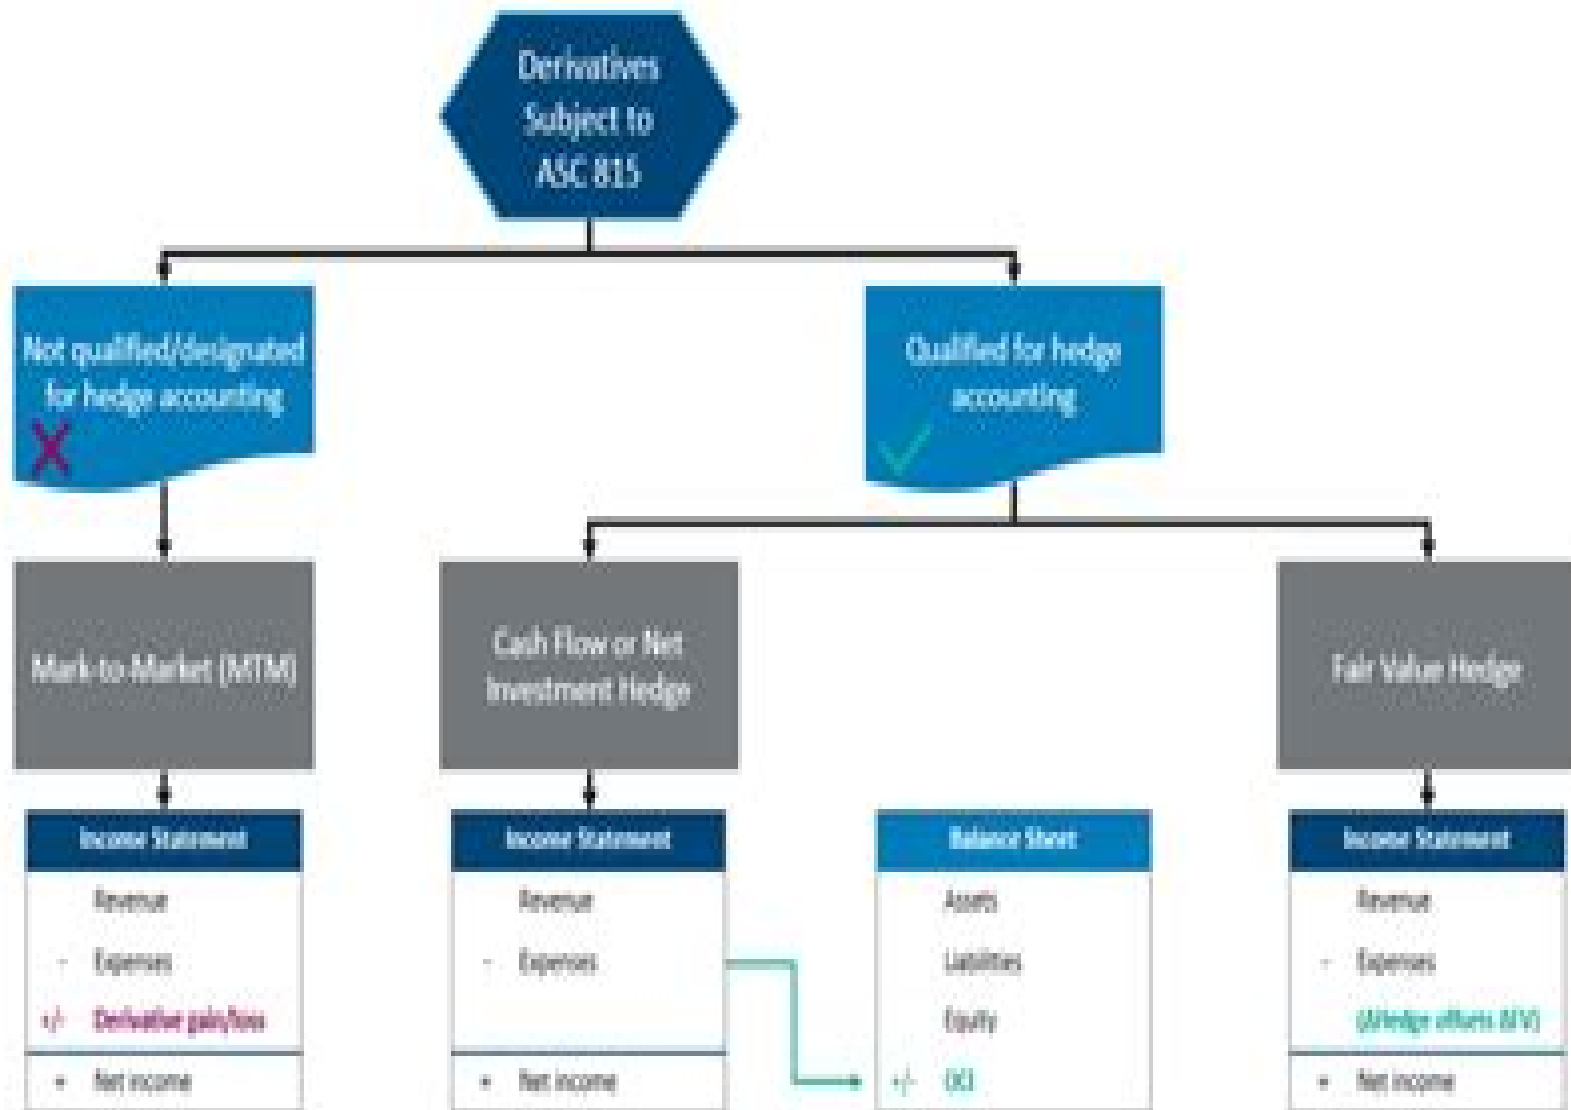 Derivatives
Subject to
ASC 815
Not qualified/designated
for hedge accounting
X
Qualified for hedge
accounting
Mark-to-Market (MTM)
Cash Flow or Net
Investment Hedge
Fair Value Hedge
Income Statement
Revenue
- Expenses
+/- Derivative gain/loss
Net income
Income Statement
Revenue
- Expenses
Net income
Balance Sheet
Assets
Liabilities
Equity
+/- OCI
Income Statement
Revenue
- Expenses
Net income